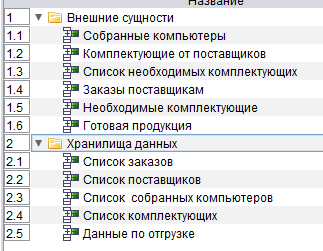 Название
1 Внешние сущности
1.1 Собранные компьютеры
1.2 Комплектующие от поставщиков
1.3 Список необходимых комплектующих
1.4 Заказы поставщикам
1.5 Необходимые комплектующие
1.6 Готовая продукция
2 Хранилища данных
2.1 Список заказов
2.2 Список поставщиков
2.3 Список собранных компьютеров
2.4 Список комплектующих
2.5 Данные по отгрузке